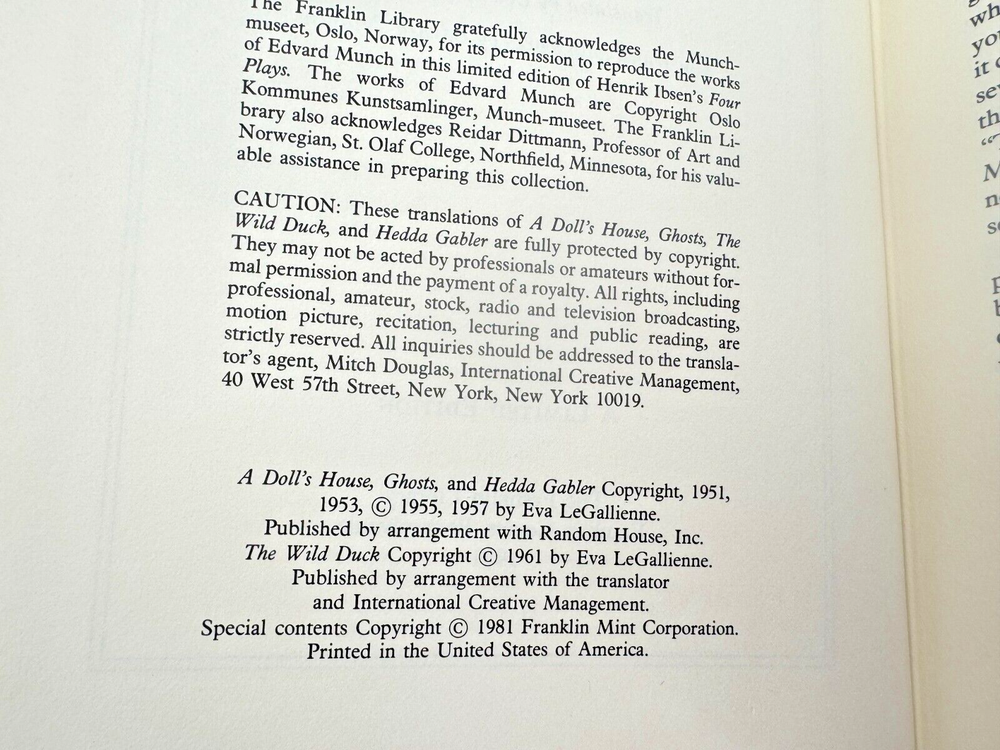 The Franklin Library gratefully acknowledges the Munch-
museet, Oslo, Norway, for its permission to reproduce the works
of Edvard Munch in this limited edition of Henrik Ibsen's Four
Plays. The works of Edvard Munch are Copyright Oslo
Kommunes Kunstsamlinger, Munch-museet. The Franklin Li-
brary also acknowledges Reidar Dittmann, Professor of Art and
Norwegian, St. Olaf College, Northfield, Minnesota, for his valu-
able assistance in preparing this collection.
CAUTION: These translations of A Doll's House, Ghosts, The
Wild Duck, and Hedda Gabler are fully protected by copyright.
They may not be acted by professionals or amateurs without for-
mal permission and the payment of a royalty. All rights, including
professional, amateur, stock, radio and television broadcasting,
motion picture, recitation, lecturing and public reading, are
strictly reserved. All inquiries should be addressed to the transla-
tor's agent, Mitch Douglas, International Creative Management,
40 West 57th Street, New York, New York 10019.
A Doll's House, Ghosts, and Hedda Gabler Copyright, 1951,
1953, © 1955, 1957 by Eva LeGallienne.
Published by arrangement with Random House, Inc.
The Wild Duck Copyright © 1961 by Eva LeGallienne.
Published by arrangement with the translator
and International Creative Management.
Special contents Copyright © 1981 Franklin Mint Corporation.
Printed in the United States of America.